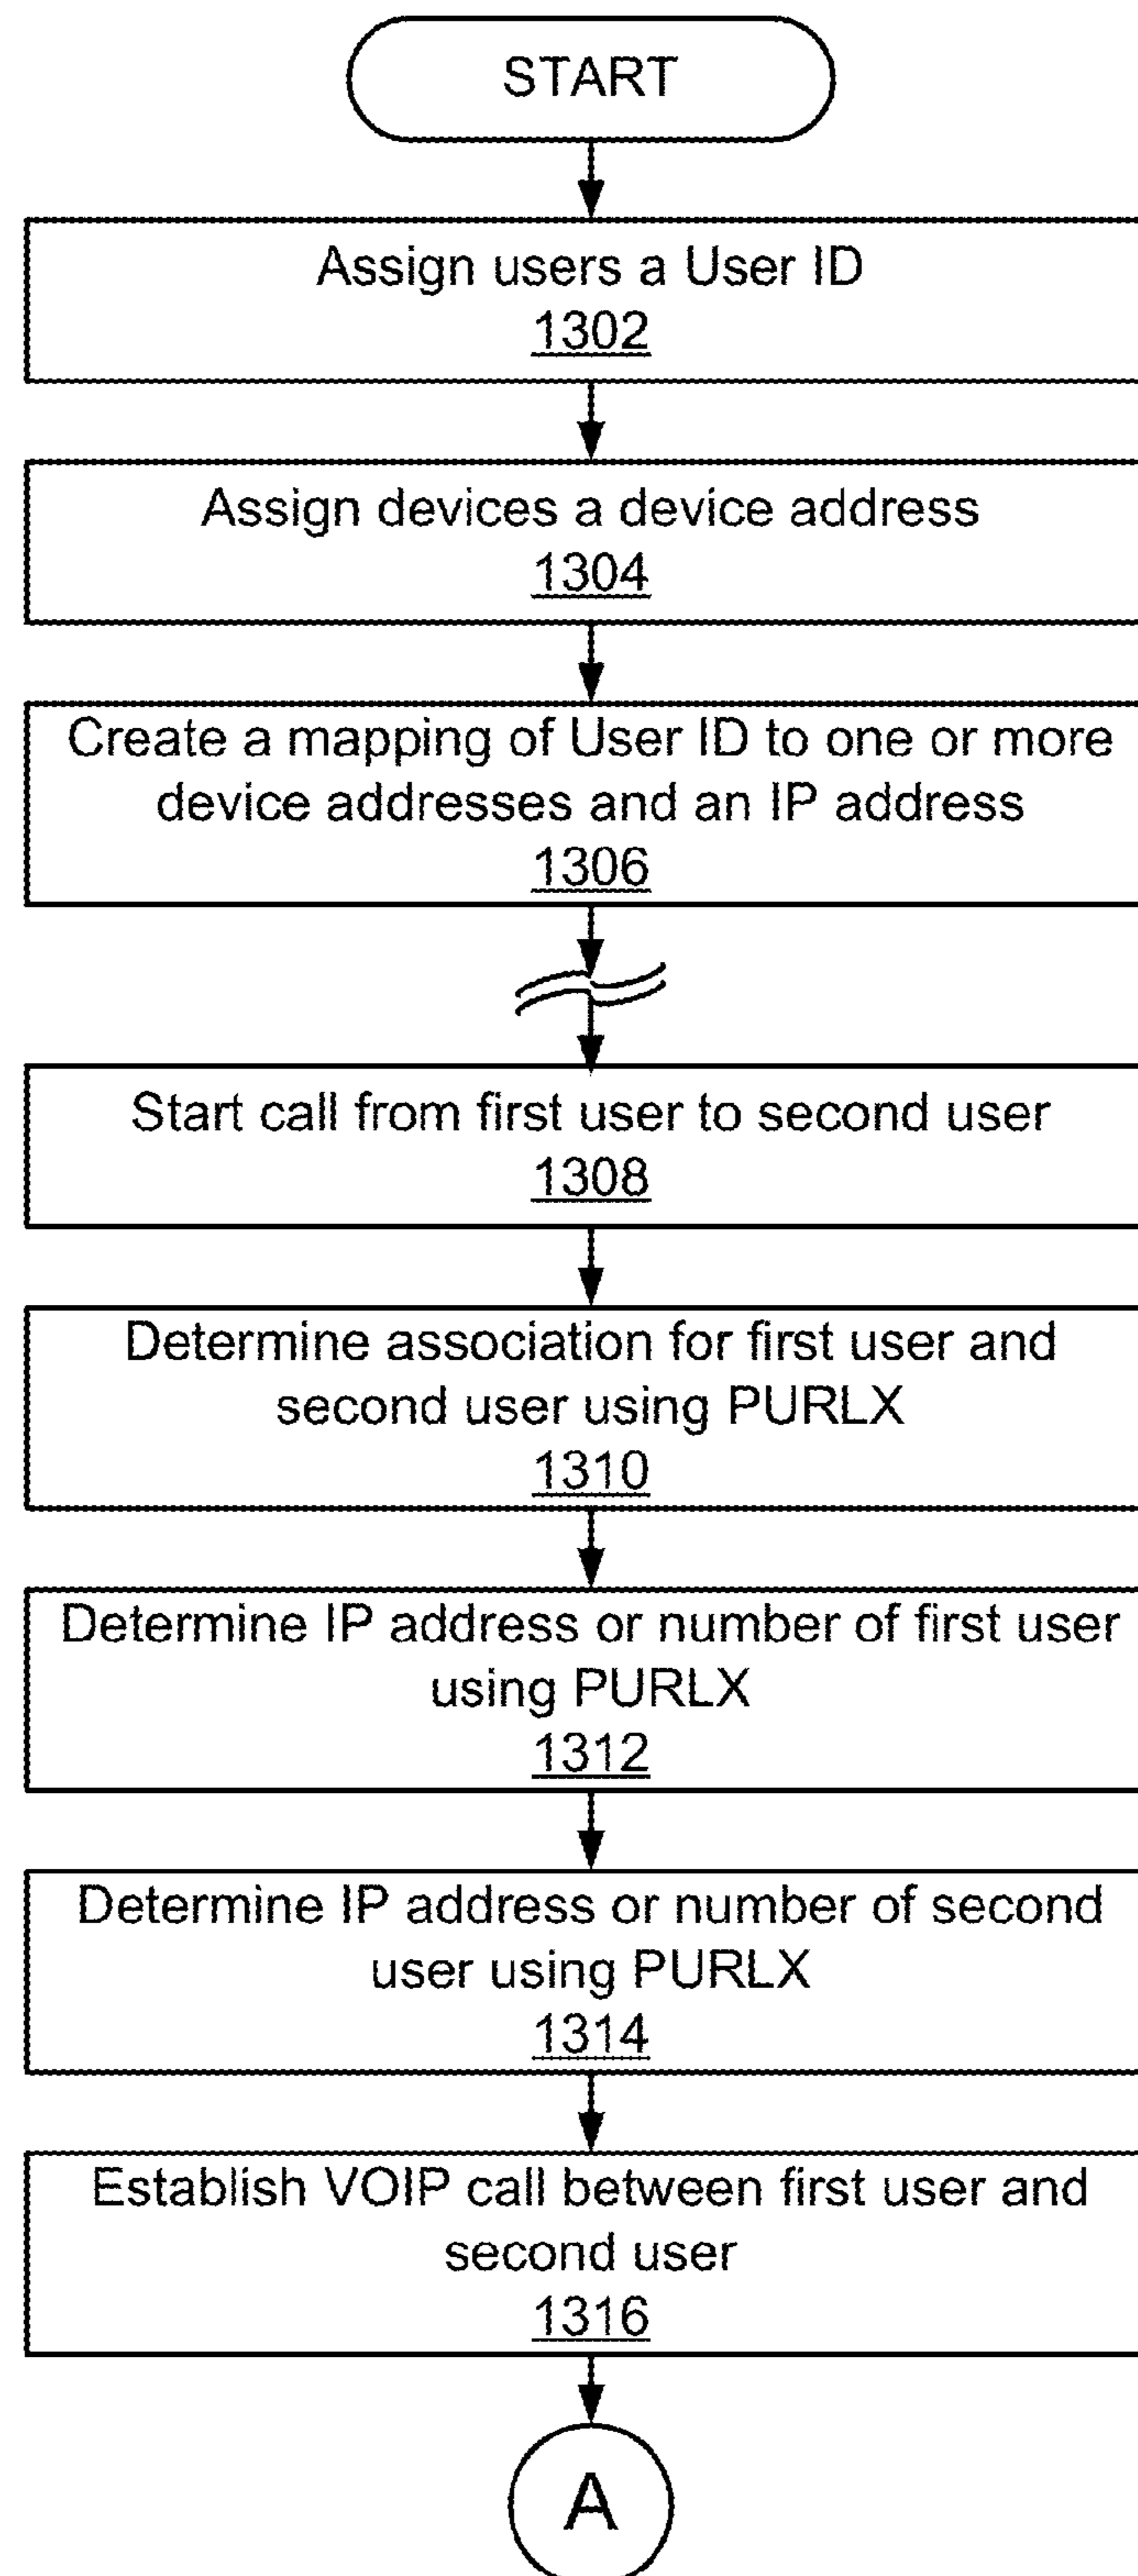 START
Assign users a User ID
1302
Assign devices a device address
1304
Create a mapping of User ID to one or more
device addresses and an IP address
1306
Start call from first user to second user
1308
Determine association for first user and
second user using PURLX
1310
Determine IP address or number of first user
using PURLX
1312
Determine IP address or number of second
user using PURLX
1314
Establish VOIP call between first user and
second user
1316
A